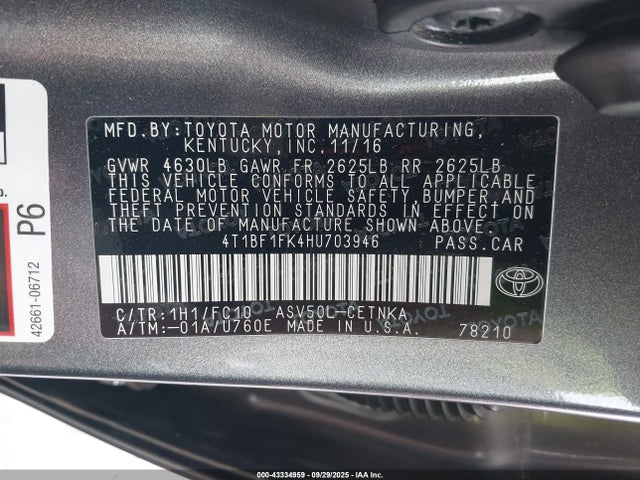 MFD.BY:TOYOTA MOTOR MANUFACTURING,
KENTUCKY,INC.11/16
GVWR 4630LB GAWR FR 2625LB RR 2625LB
THIS VEHICLE CONFORMS TO ALL APPLICABLE
FEDERAL MOTOR VEHICLE SAFETY,BUMPER,AND
THEFT PREVENTION STANDARDS IN EFFECT ON
THE DATE OF MANUFACTURE SHOWN ABOVE.
4T1BF1FK4HU703946 PASS.CAR
C/TR:1H1/FC10 ASV50L-CETNKA
A/TM:-01A/U760E MADE IN U.S.A. 78210
TOYOTA
P6
42661-06712
000-43334959 - 09/29/2025 - IAAI, Inc.